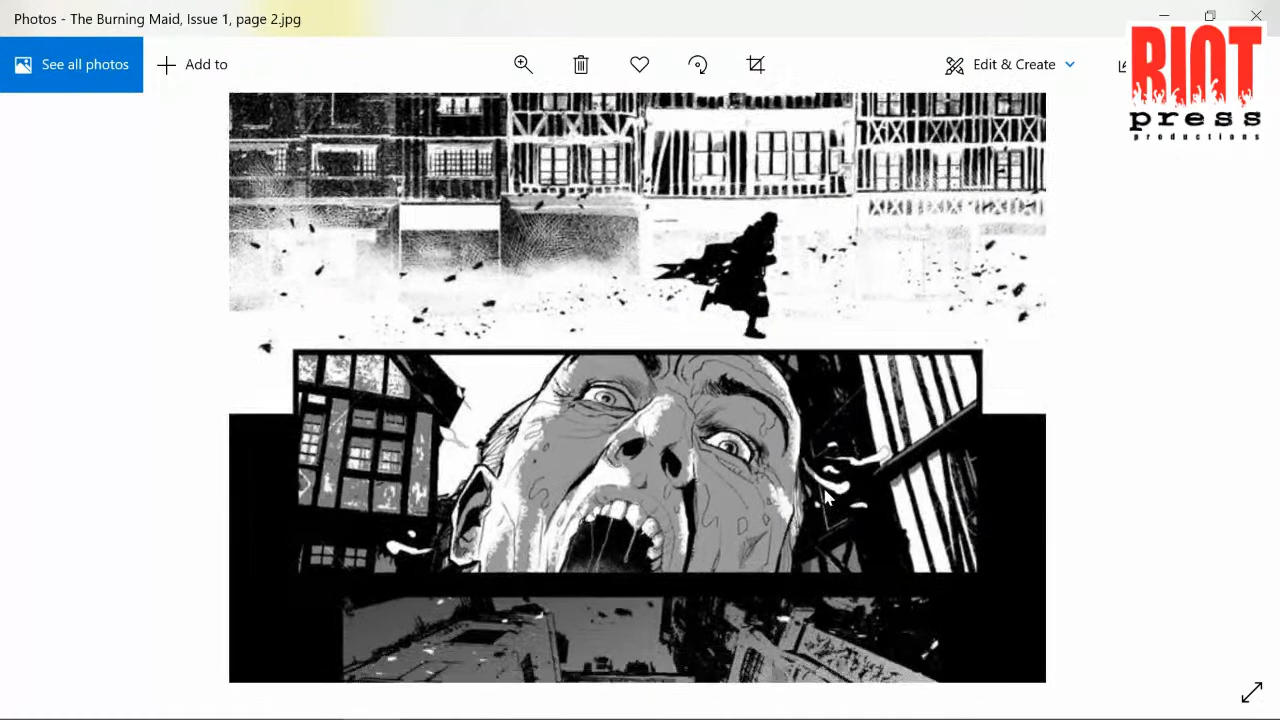 Photos - The Burning Maid, Issue 1, page 2.jpg
See all photos
Add to
Edit & Create
RIOT
press
productions